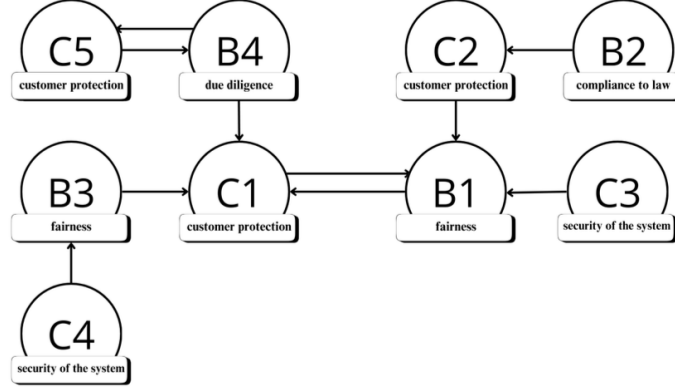 C5
customer protection
B4
due diligence
C2
customer protection
B2
compliance to law
B3
fairness
C1
customer protection
B1
fairness
C3
security of the system
C4
security of the system